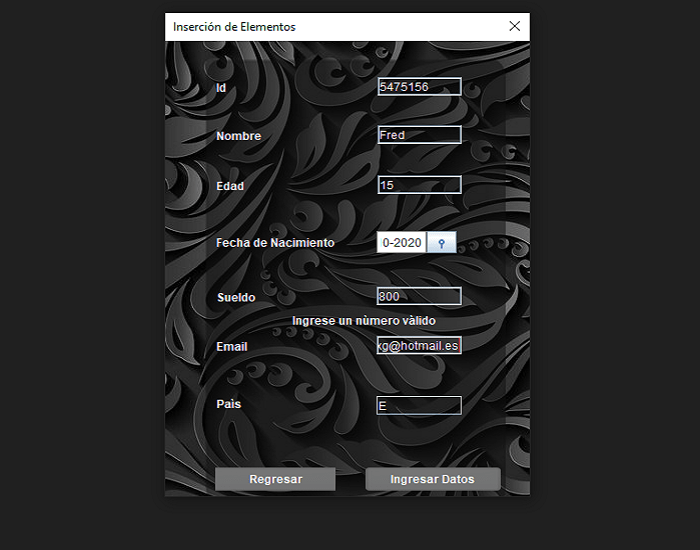 Inserción de Elementos
Id 5475156
Nombre Fred
Edad 15
Fecha de Nacimiento 0-2020
Sueldo 800
Ingrese un nùmero vàlido
Email xg@hotmail.es
Paìs E
Regresar Ingresar Datos